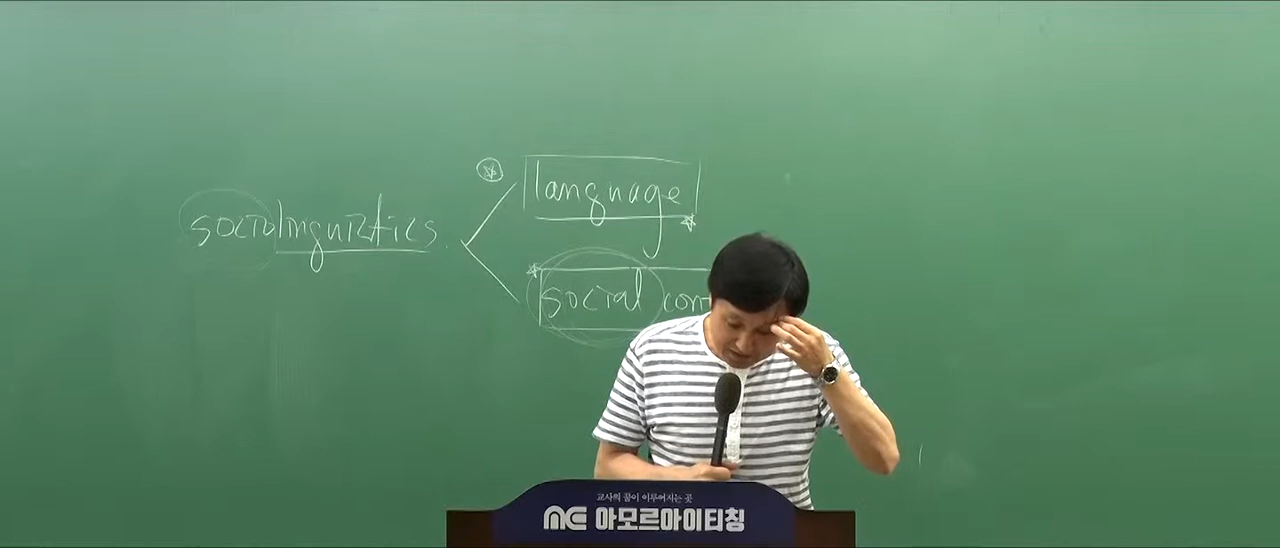 language
sociolinguistics
social con
교사의 꿈이 이루어지는 곳
아모르아이티칭